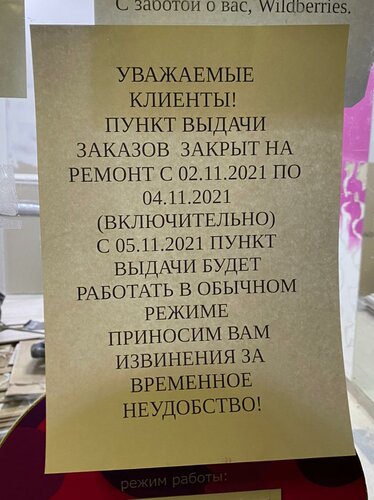 С заботой о вас, Wildberries.
УВАЖАЕМЫЕ
КЛИЕНТЫ!
ПУНКТ ВЫДАЧИ
ЗАКАЗОВ ЗАКРЫТ НА
РЕМОНТ С 02.11.2021 ПО
04.11.2021
(ВКЛЮЧИТЕЛЬНО)
С 05.11.2021 ПУНКТ
ВЫДАЧИ БУДЕТ
РАБОТАТЬ В ОБЫЧНОМ
РЕЖИМЕ
ПРИНОСИМ ВАМ
ИЗВИНЕНИЯ ЗА
ВРЕМЕННОЕ
НЕУДОБСТВО!
режим работы: